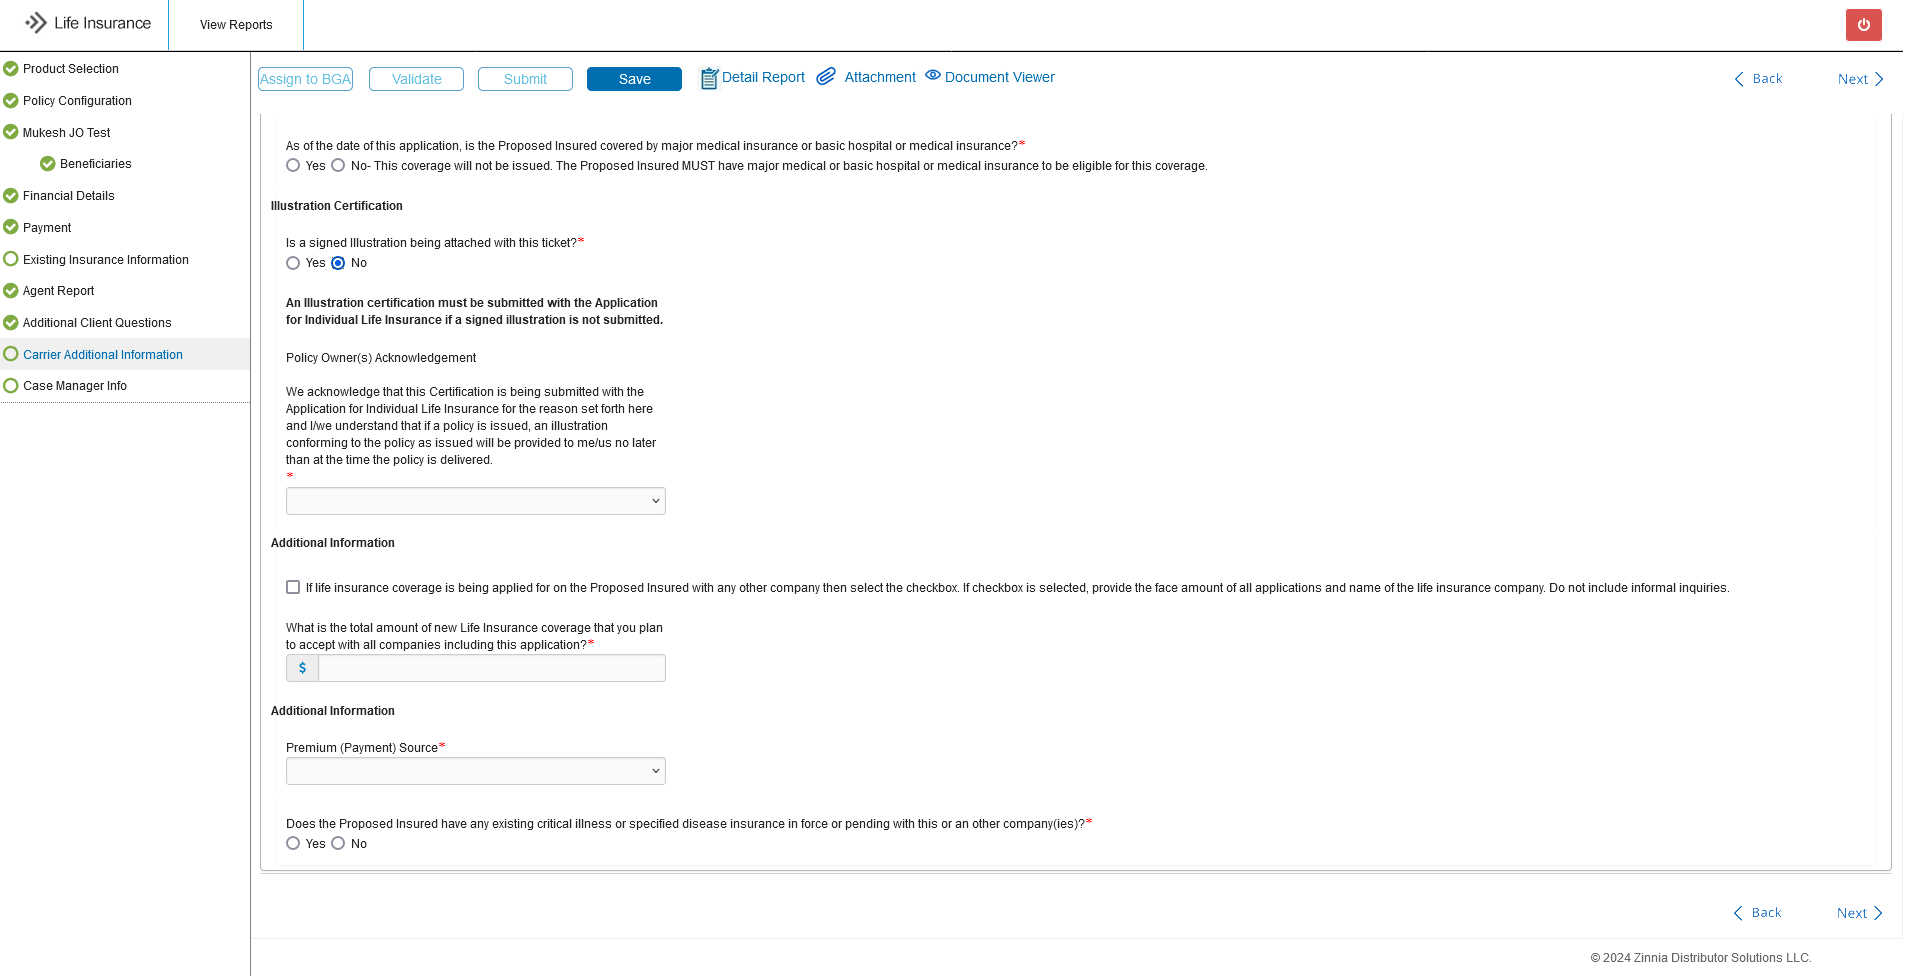 Life Insurance
View Reports
Product Selection
Policy Configuration
Mukesh JO Test
Beneficiaries
Financial Details
Payment
Existing Insurance Information
Agent Report
Additional Client Questions
Carrier Additional Information
Case Manager Info
Assign to BGA
Validate
Submit
Save
Detail Report
Attachment
Document Viewer
Back
Next
As of the date of this application, is the Proposed Insured covered by major medical insurance or basic hospital or medical insurance?*
Yes No- This coverage will not be issued. The Proposed Insured MUST have major medical or basic hospital or medical insurance to be eligible for this coverage.
Illustration Certification
Is a signed Illustration being attached with this ticket?*
Yes No
An Illustration certification must be submitted with the Application
for Individual Life Insurance if a signed illustration is not submitted.
Policy Owner(s) Acknowledgement
We acknowledge that this Certification is being submitted with the
Application for Individual Life Insurance for the reason set forth here
and I/we understand that if a policy is issued, an illustration
conforming to the policy as issued will be provided to me/us no later
than at the time the policy is delivered.
*
Additional Information
If life insurance coverage is being applied for on the Proposed Insured with any other company then select the checkbox. If checkbox is selected, provide the face amount of all applications and name of the life insurance company. Do not include informal inquiries.
What is the total amount of new Life Insurance coverage that you plan
to accept with all companies including this application?*
$
Additional Information
Premium (Payment) Source*
Does the Proposed Insured have any existing critical illness or specified disease insurance in force or pending with this or an other company(ies)?*
Yes No
Back
Next
© 2024 Zinnia Distributor Solutions LLC.